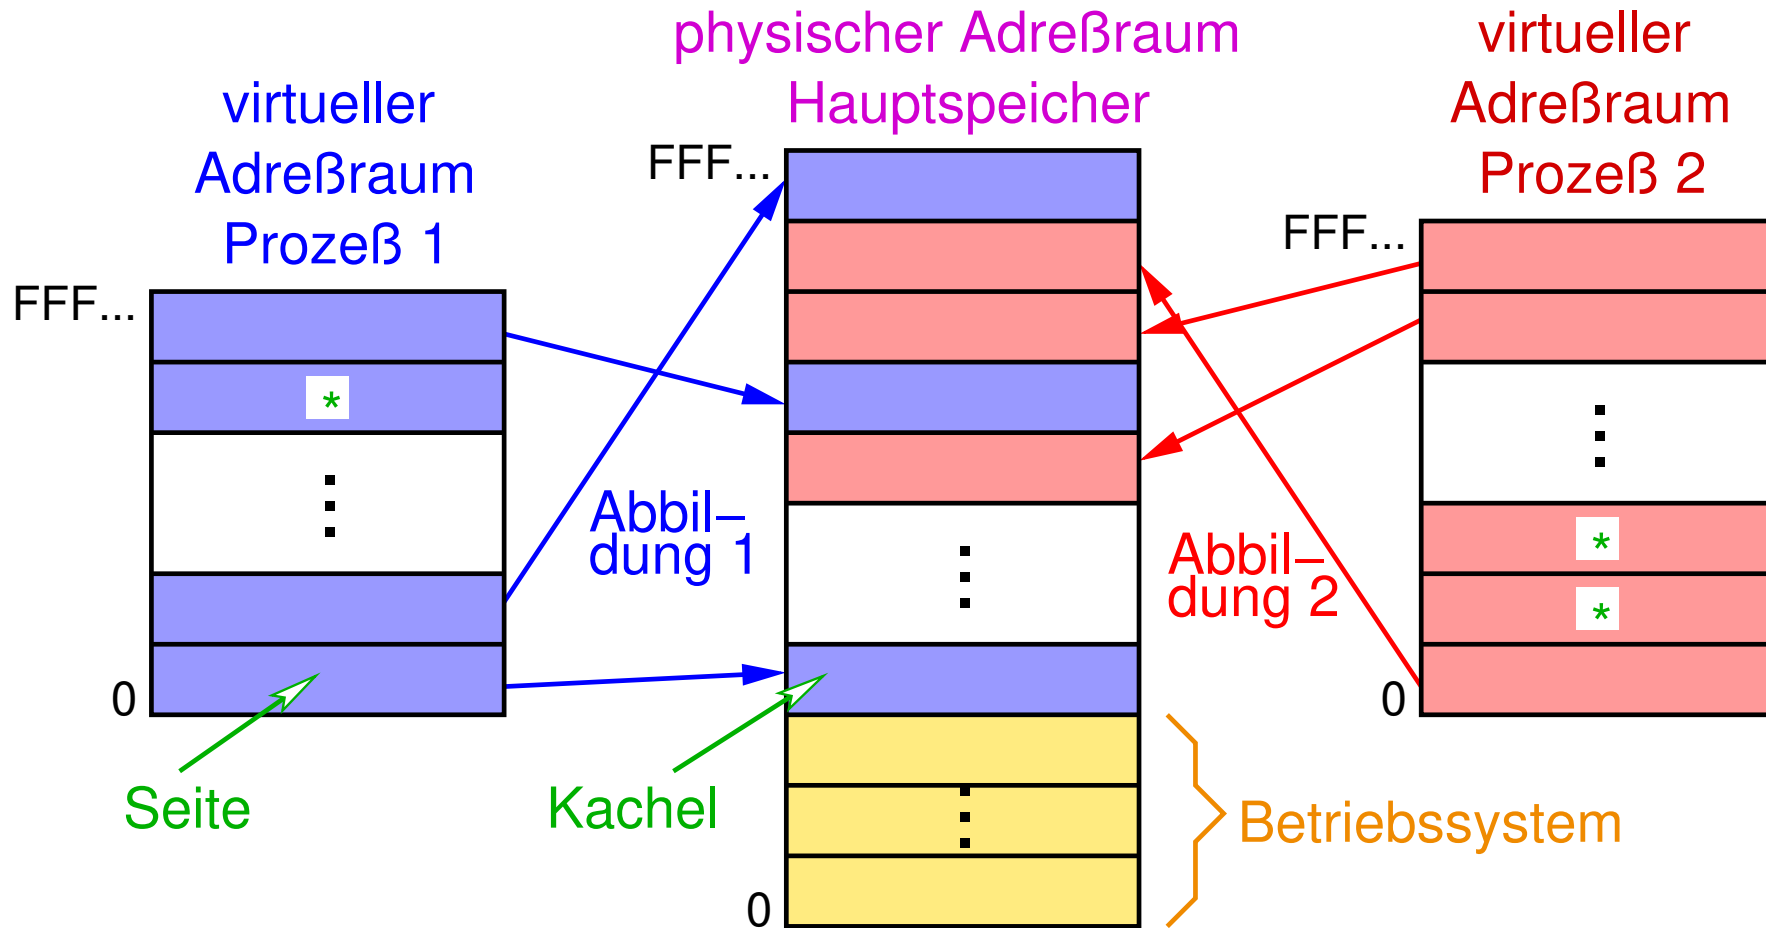 physischer Adreßraum
Hauptspeicher
virtueller
Adreßraum
Prozeß 1
virtueller
Adreßraum
Prozeß 2
FFF...
FFF...
FFF...
*
Abbil–
dung 1
Abbil–
dung 2
*
*
0
0
Seite
Kachel
Betriebssystem
0